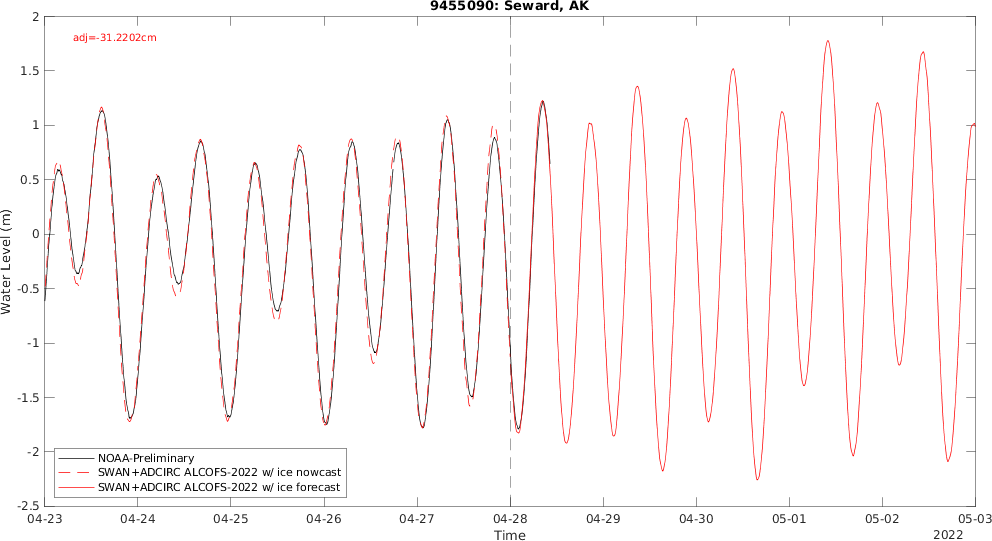 9455090: Seward, AK
adj=-31.2202cm
2
1.5
1
0.5
0
-0.5
-1
-1.5
-2
-2.5
Water Level (m)
NOAA-Preliminary
SWAN+ADCIRC ALCOFS-2022 w/ ice nowcast
SWAN+ADCIRC ALCOFS-2022 w/ ice forecast
04-23 04-24 04-25 04-26 04-27 04-28 04-29 04-30 05-01 05-02 05-03
Time
2022